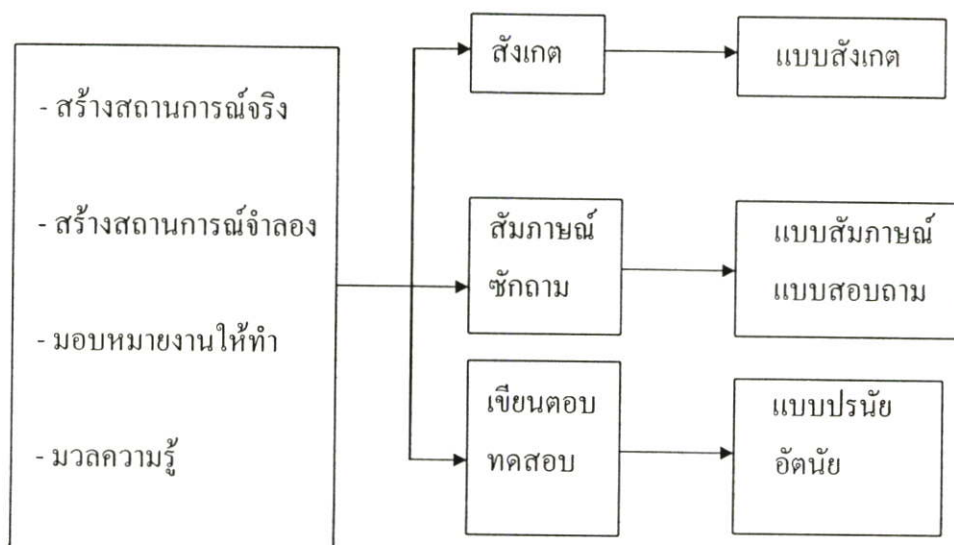 - สร้างสถานการณ์จริง
- สร้างสถานการณ์จำลอง
- มอบหมายงานให้ทำ
- มวลความรู้
สังเกต
แบบสังเกต
สัมภาษณ์
ซักถาม
แบบสัมภาษณ์
แบบสอบถาม
เขียนตอบ
ทดสอบ
แบบปรนัย
อัตนัย